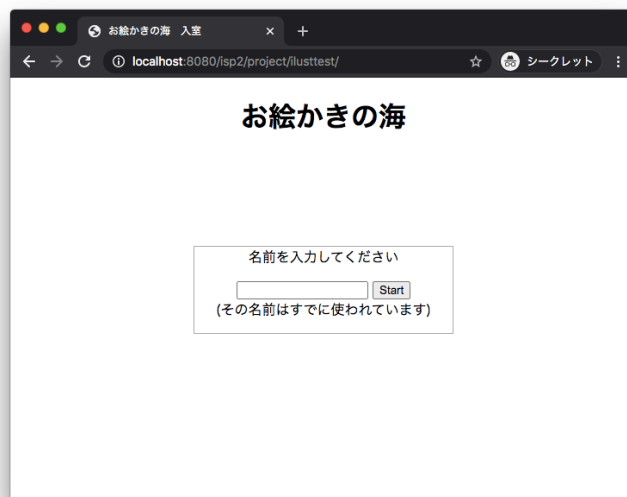 お絵かきの海　入室
localhost:8080/isp2/project/ilusttest/
シークレット
お絵かきの海
名前を入力してください
Start
(その名前はすでに使われています)